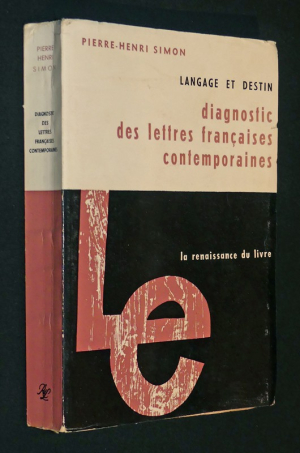 PIERRE-HENRI SIMON
LANGAGE ET DESTIN
diagnostic
des lettres françaises
contemporaines
la renaissance du livre
Le
PIERRE
HENRI
SIMON
DIAGNOSTIC
DES
LETTRES
FRANÇAISES
CONTEMPORAINES